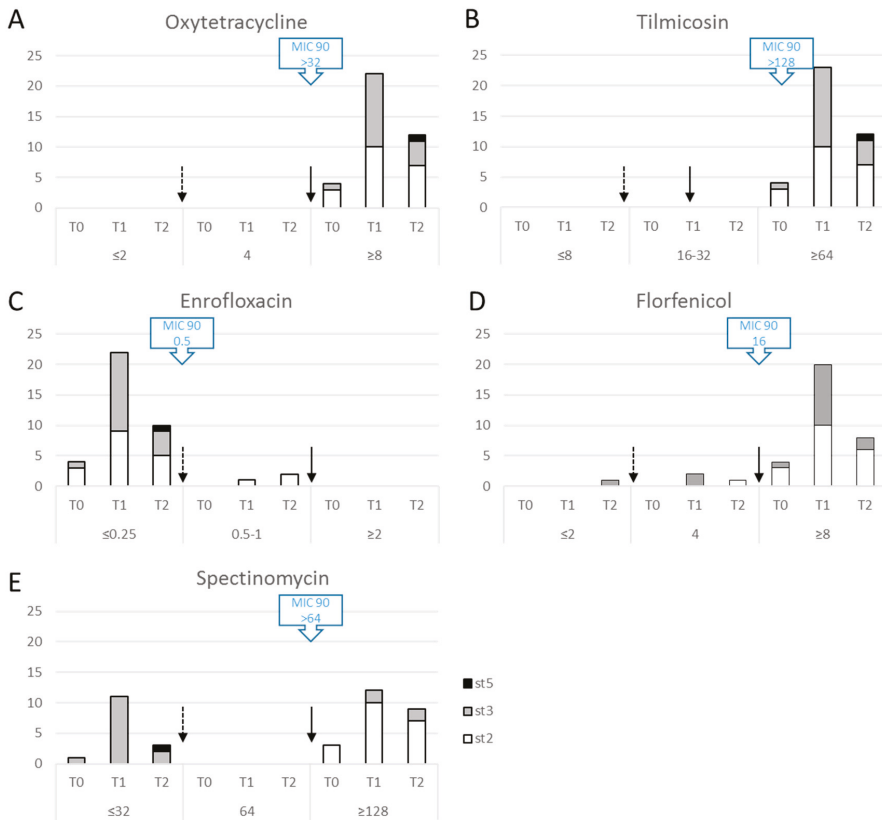 A
Oxytetracycline
MIC 90
>32
25
20
15
10
5
0
T0 T1 T2 T0 T1 T2 T0 T1 T2
≤2 4 ≥8
B
Tilmicosin
MIC 90
>128
25
20
15
10
5
0
T0 T1 T2 T0 T1 T2 T0 T1 T2
≤8 16-32 ≥64
C
Enrofloxacin
MIC 90
0.5
25
20
15
10
5
0
T0 T1 T2 T0 T1 T2 T0 T1 T2
≤0.25 0.5-1 ≥2
D
Florfenicol
MIC 90
16
25
20
15
10
5
0
T0 T1 T2 T0 T1 T2 T0 T1 T2
≤2 4 ≥8
E
Spectinomycin
MIC 90
>64
25
20
15
10
5
0
T0 T1 T2 T0 T1 T2 T0 T1 T2
≤32 64 ≥128
st5
st3
st2